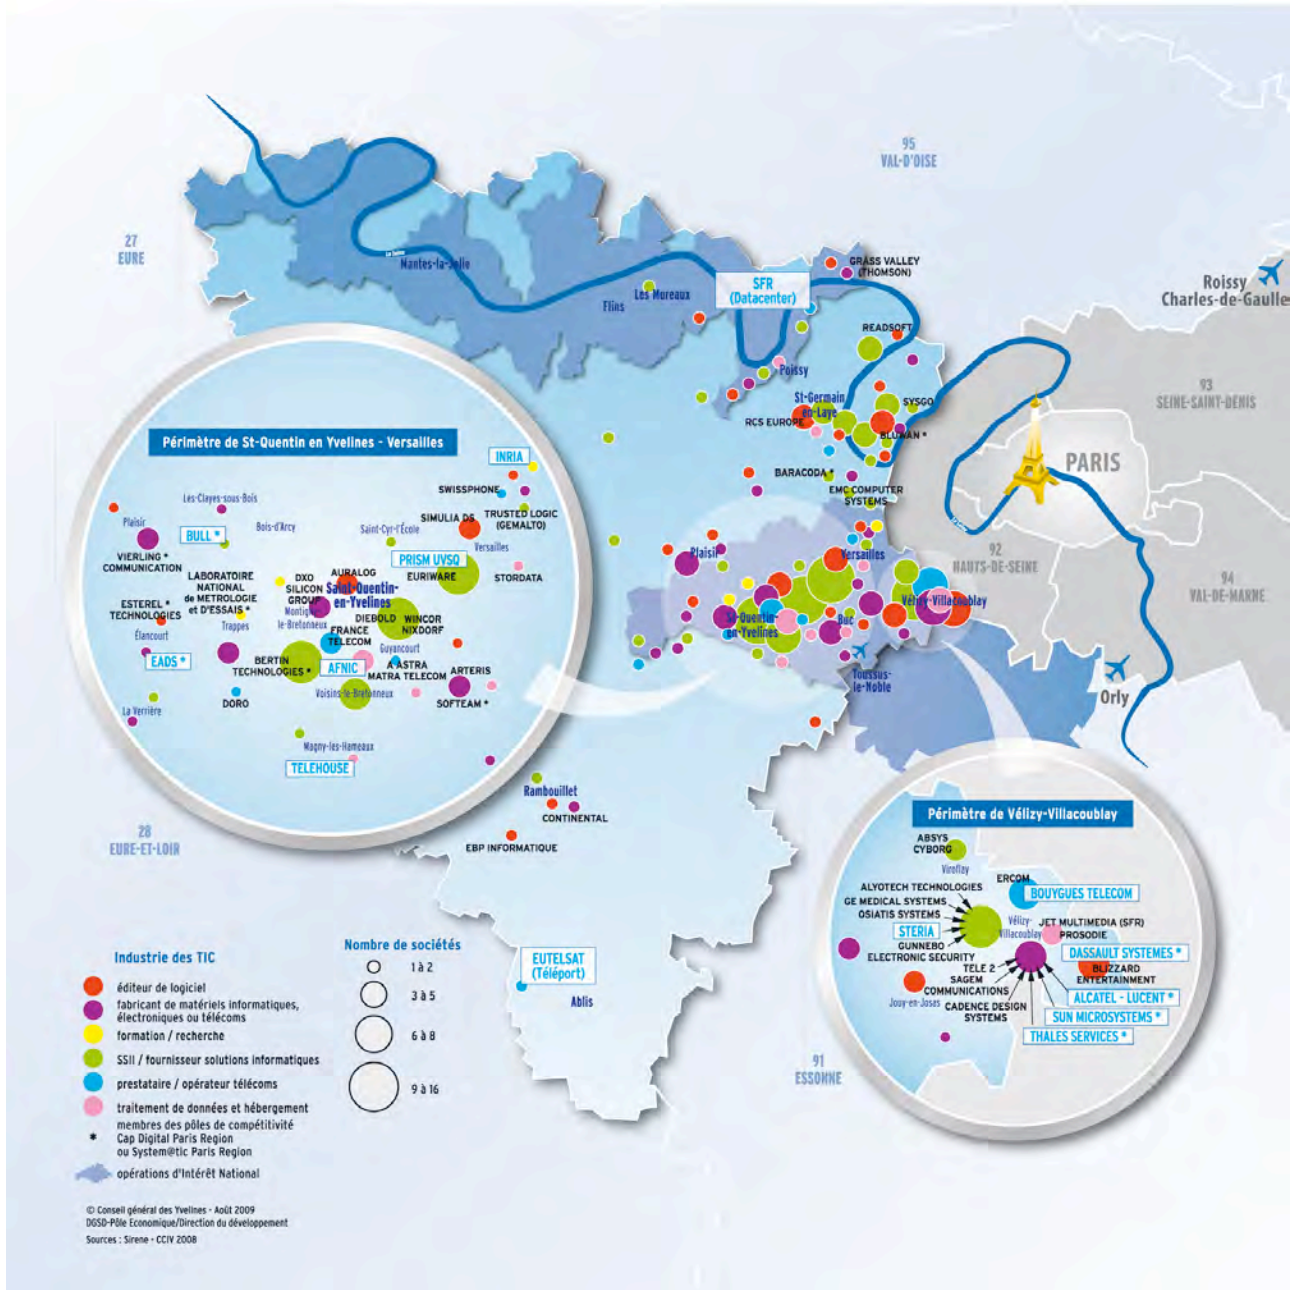 95
VAL-D'OISE
27
EURE
La Seine
Mantes-la-Jolie
Flins
Les Mureaux
SFR
(Datacenter)
GRASS VALLEY
(THOMSON)
Roissy
Charles-de-Gaulle
READSOFT
Poissy
St-Germain
en-Laye
SYSGO
RCS EUROPE
BLUWAN *
93
SEINE-SAINT-DENIS
PARIS
BARACODA *
EMC COMPUTER
SYSTEMS
92
HAUTS-DE-SEINE
94
VAL-DE-MARNE
Plaisir
Versailles
Vélizy-Villacoublay
St-Quentin-
en-Yvelines
Buc
Toussus-
le-Noble
Orly
Périmètre de St-Quentin en Yvelines - Versailles
INRIA
SWISSPHONE
Les-Clayes-sous-Bois
Plaisir
BULL *
Bois-d'Arcy
Saint-Cyr-l'École
SIMULIA DS
TRUSTED LOGIC
(GEMALTO)
Versailles
VIERLING *
COMMUNICATION
PRISM UVSQ
EURIWARE
STORDATA
LABORATOIRE
NATIONAL
de METROLOGIE
et D'ESSAIS *
DXO
SILICON
GROUP
AURALOG
Saint-Quentin-
en-Yvelines
ESTEREL *
TECHNOLOGIES
Trappes
Montigny-
le-Bretonneux
DIEBOLD
WINCOR
NIXDORF
Élancourt
FRANCE
TELECOM
Guyancourt
EADS *
BERTIN
TECHNOLOGIES *
AFNIC
A ASTRA
MATRA TELECOM
ARTERIS
SOFTEAM *
La Verrière
DORO
Voisins-le-Bretonneux
Magny-les-Hameaux
TELEHOUSE
28
EURE-ET-LOIR
Rambouillet
CONTINENTAL
EBP INFORMATIQUE
EUTELSAT
(Téléport)
Ablis
Périmètre de Vélizy-Villacoublay
ABSYS
CYBORG
Viroflay
ERCOM
BOUYGUES TELECOM
ALYOTECH TECHNOLOGIES
GE MEDICAL SYSTEMS
OSIATIS SYSTEMS
STERIA
GUNNEBO
ELECTRONIC SECURITY
Vélizy-
Villacoublay
JET MULTIMEDIA (SFR)
PROSODIE
DASSAULT SYSTEMES *
TELE 2
SAGEM
COMMUNICATIONS
BLIZZARD
ENTERTAINMENT
Jouy-en-Josas
CADENCE DESIGN
SYSTEMS
ALCATEL - LUCENT *
SUN MICROSYSTEMS *
THALES SERVICES *
91
ESSONNE
Industrie des TIC
éditeur de logiciel
fabricant de matériels informatiques,
électroniques ou télécoms
formation / recherche
SSII / fournisseur solutions informatiques
prestataire / opérateur télécoms
traitement de données et hébergement
* membres des pôles de compétitivité
Cap Digital Paris Region
ou System@tic Paris Region
opérations d'Intérêt National
Nombre de sociétés
1 à 2
3 à 5
6 à 8
9 à 16
© Conseil général des Yvelines - Août 2009
DGSD-Pôle Economique/Direction du développement
Sources : Sirene - CCIV 2008